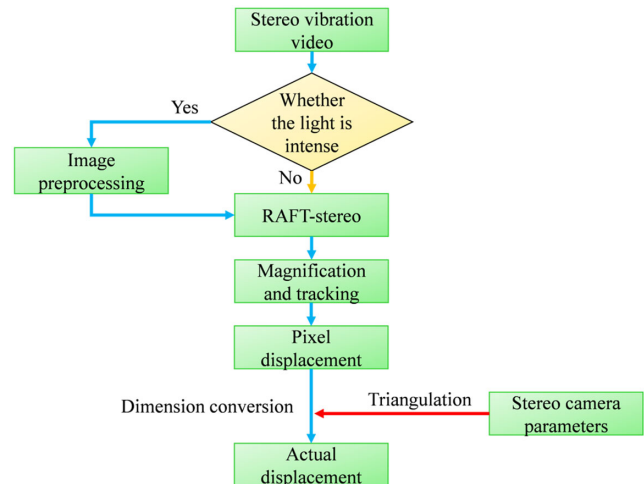 Stereo vibration
video
Yes
Whether
the light is
intense
Image
preprocessing
No
RAFT-stereo
Magnification
and tracking
Pixel
displacement
Dimension conversion
Triangulation
Stereo camera
parameters
Actual
displacement